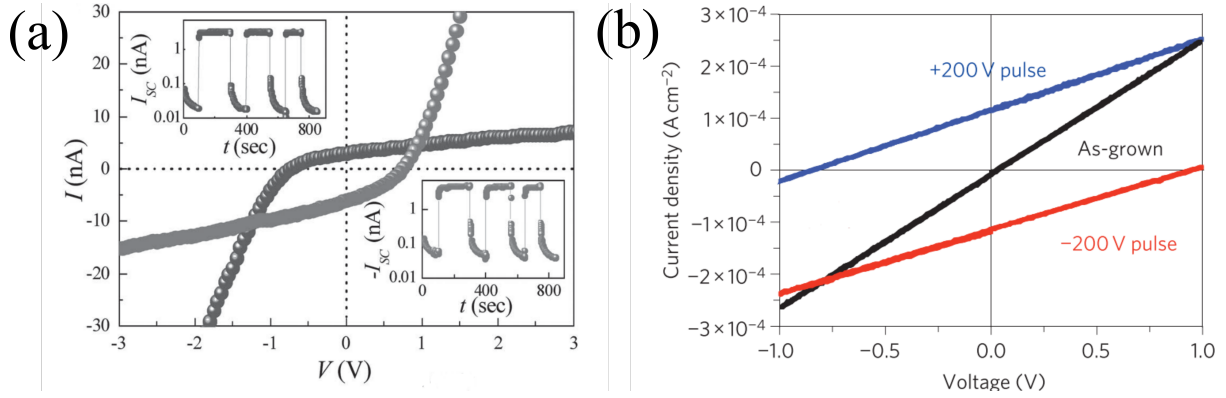 (a)
30
20
10
0
-10
-20
-30
I (nA)
-3 -2 -1 0 1 2 3
V (V)
1
0.1
0.01
I_SC (nA)
0 400 800
t (sec)
1
0.1
0.01
-I_SC (nA)
0 400 800
t (sec)
(b)
3×10⁻⁴
2×10⁻⁴
1×10⁻⁴
0
−1×10⁻⁴
−2×10⁻⁴
−3×10⁻⁴
Current density (A cm⁻²)
+200 V pulse
As-grown
−200 V pulse
−1.0 −0.5 0.0 0.5 1.0
Voltage (V)